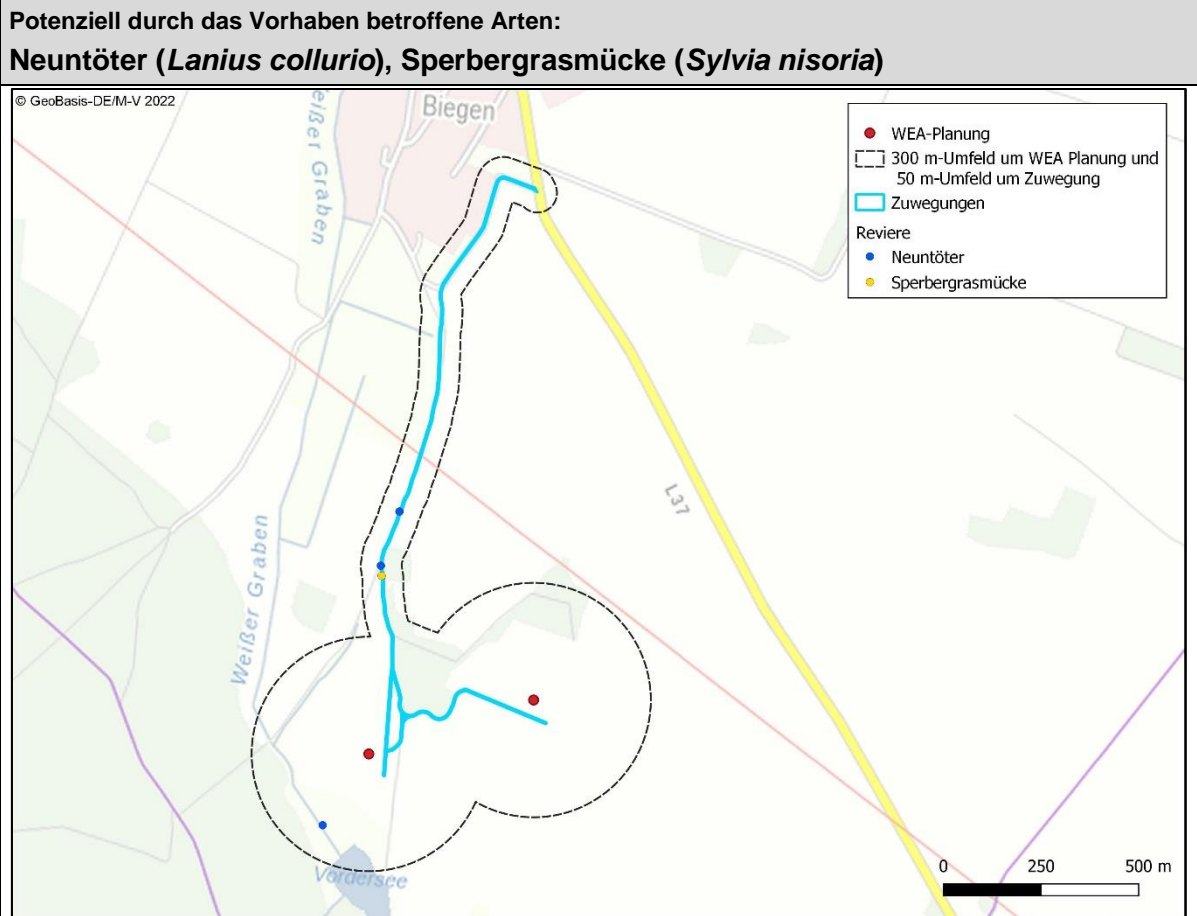 Potenziell durch das Vorhaben betroffene Arten:
Neuntöter (Lanius collurio), Sperbergrasmücke (Sylvia nisoria)
© GeoBasis-DE/M-V 2022
Biegen
eißer Graben
WEA-Planung
300 m-Umfeld um WEA Planung und
50 m-Umfeld um Zuwegung
Zuwegungen
Reviere
Neuntöter
Sperbergrasmücke
L37
Weißer Graben
Vordersee
0 250 500 m